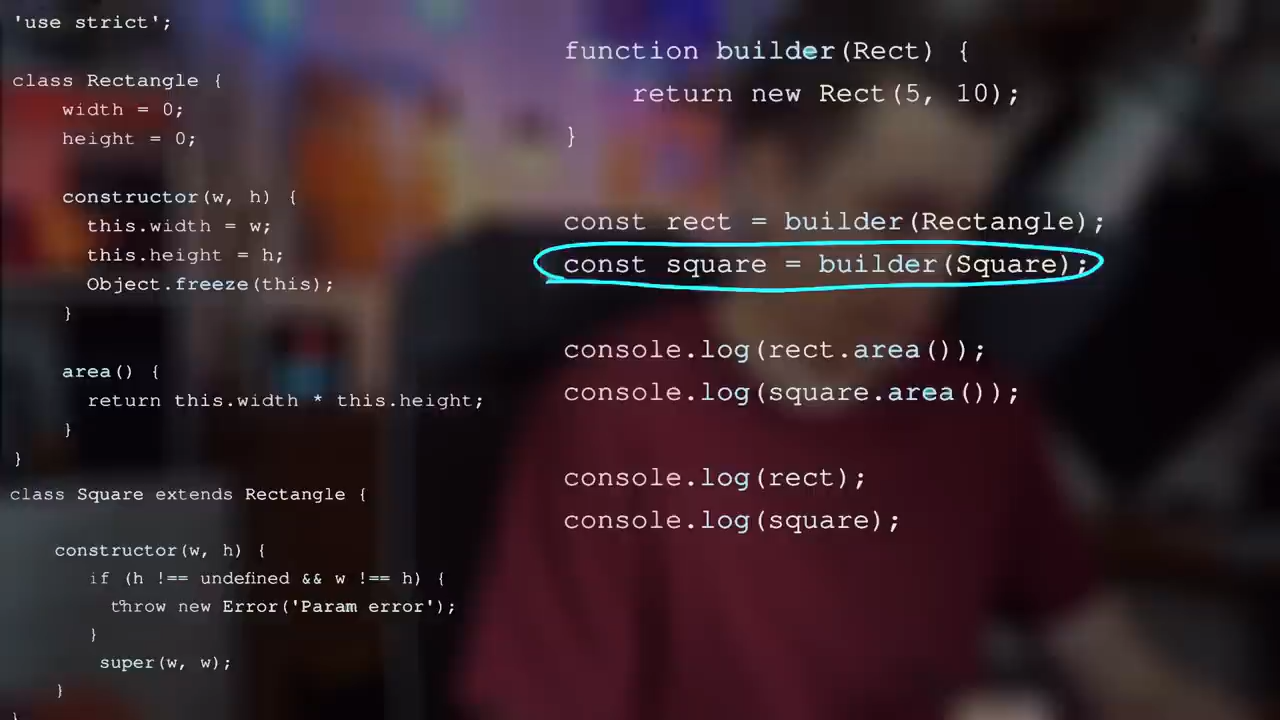 'use strict';
class Rectangle {
width = 0;
height = 0;
constructor(w, h) {
this.width = w;
this.height = h;
Object.freeze(this);
}
area() {
return this.width * this.height;
}
}
class Square extends Rectangle {
constructor(w, h) {
if (h !== undefined && w !== h) {
throw new Error('Param error');
}
super(w, w);
}
}
function builder(Rect) {
return new Rect(5, 10);
}
const rect = builder(Rectangle);
const square = builder(Square);
console.log(rect.area());
console.log(square.area());
console.log(rect);
console.log(square);